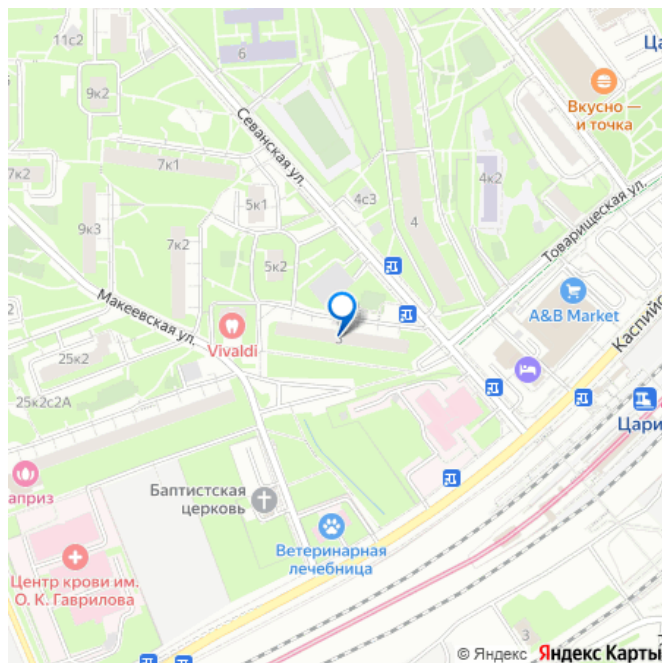 11с2
6
Ца
9к2
Вкусно —
и точка
Севанская ул.
7к1
7к2
4к2
5к1
4с3
4
9к3
7к2
5к2
Товарищеская ул.
Макеевская ул.
A&B Market
Vivaldi
Каспийс
25к2
25к2с2А
Цари
априз
Баптистская
церковь
Ветеринарная
лечебница
Центр крови им.
О. К. Гаврилова
3
© Яндекс Яндекс Карты